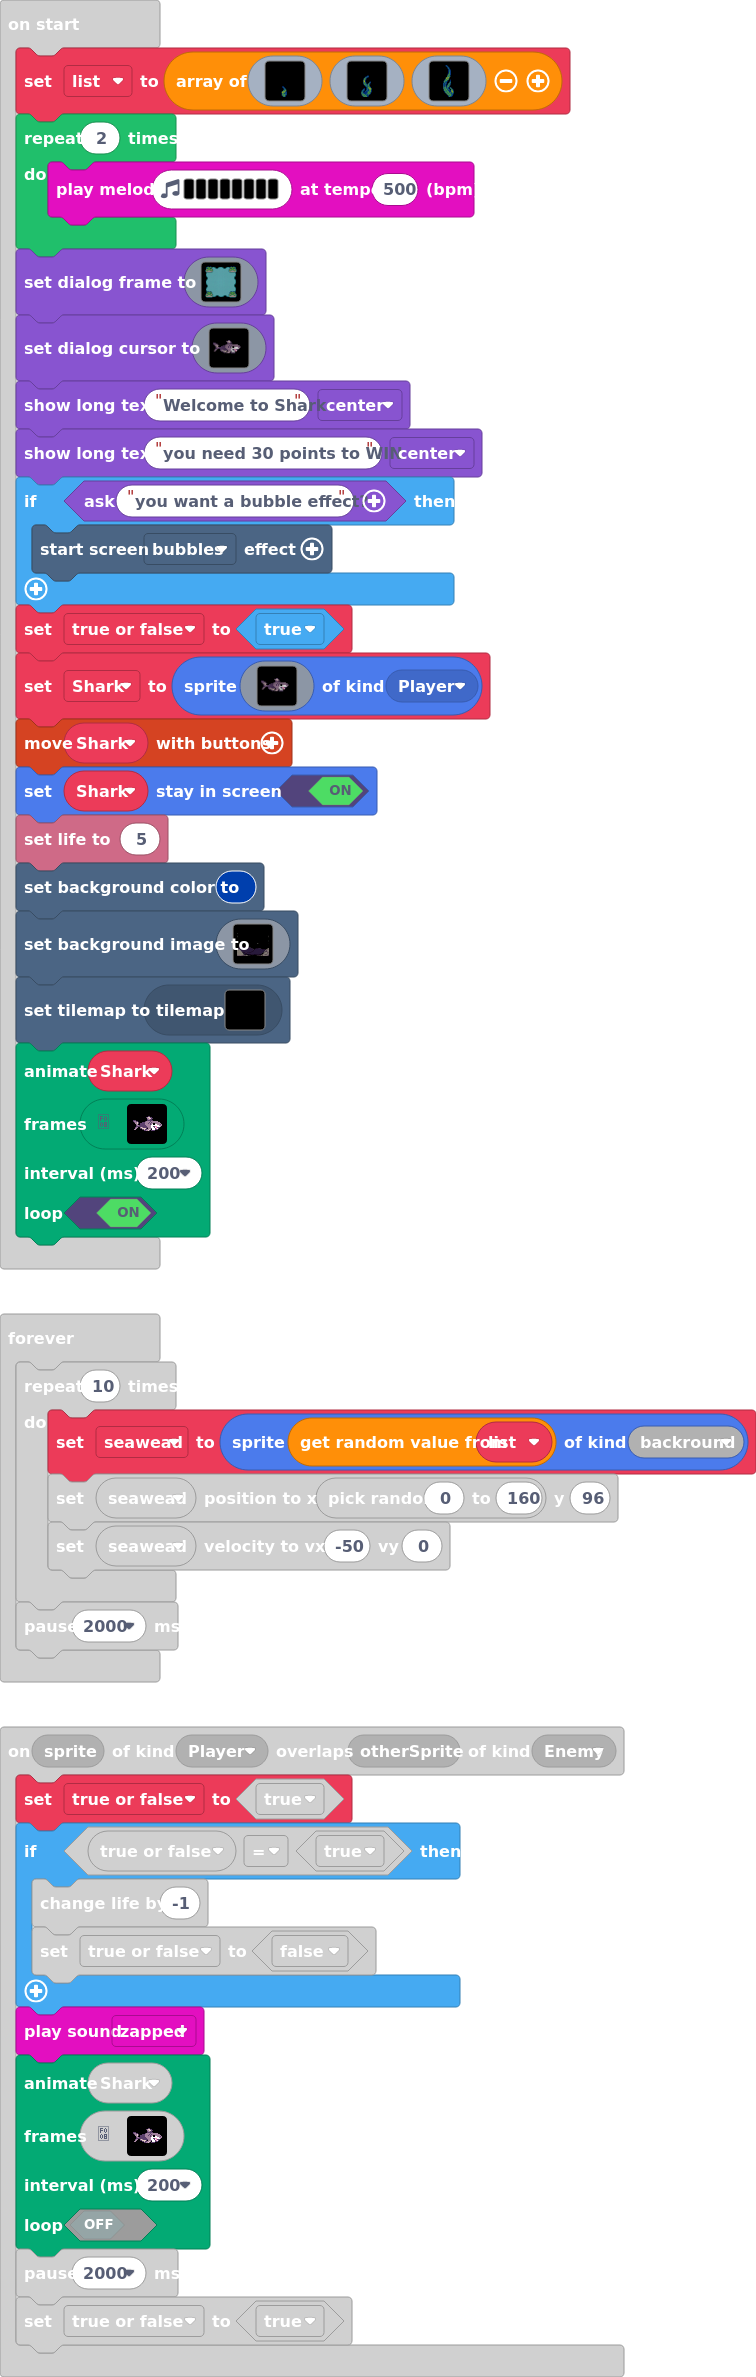 on start
set list to array of
repeat 2 times
do
play melod at temp 500 (bpm
set dialog frame to
set dialog cursor to
show long tex "Welcome to Shark" center
show long tex "you need 30 points to WIN" center
if ask "you want a bubble effect" then
start screen bubbles effect
set true or false to true
set Shark to sprite of kind Player
move Shark with buttons
set Shark stay in screen ON
set life to 5
set background color to
set background image to
set tilemap to tilemap
animate Shark
frames
interval (ms) 200
loop ON
forever
repeat 10 times
do
set seawead to sprite get random value from list of kind backround
set seawead position to x pick rando 0 to 160 y 96
set seawead velocity to vx -50 vy 0
pause 2000 ms
on sprite of kind Player overlaps otherSprite of kind Enemy
set true or false to true
if true or false = true then
change life by -1
set true or false to false
play sound zapped
animate Shark
frames
interval (ms) 200
loop OFF
pause 2000 ms
set true or false to true